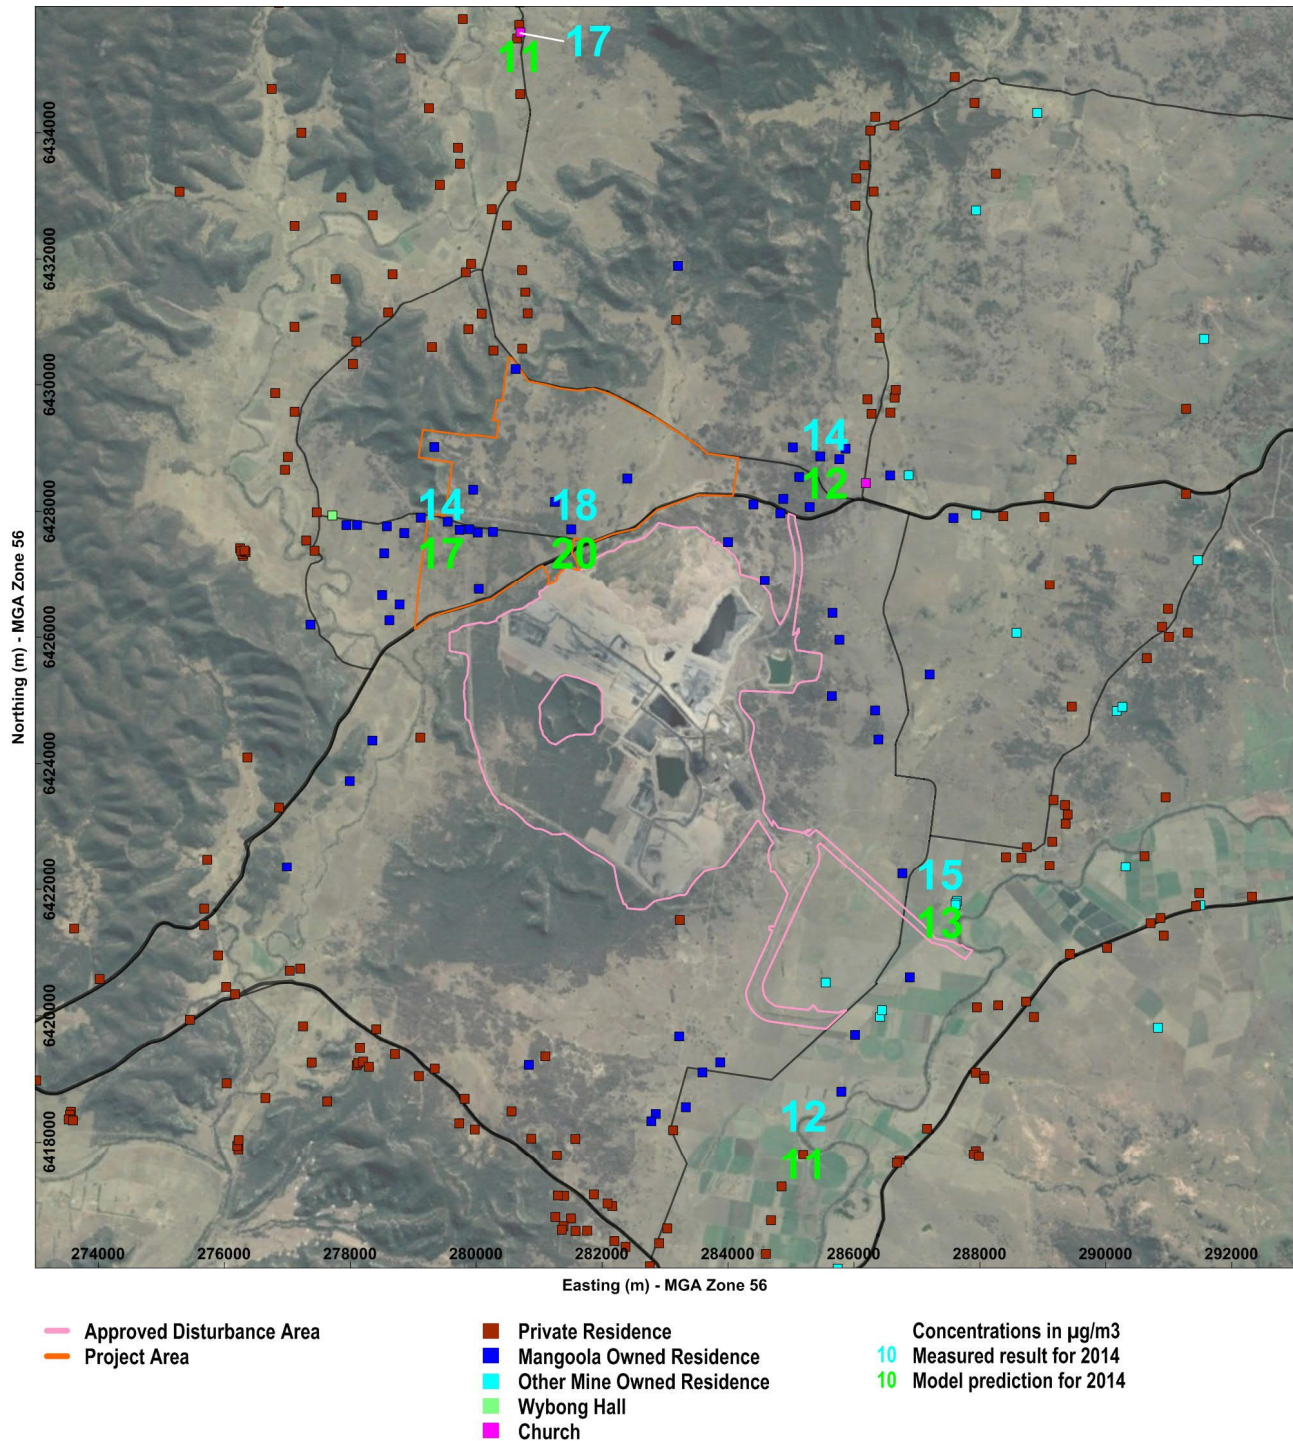 17
11
6434000
6432000
6430000
14
12
6428000
14
18
17
20
6426000
Northing (m) - MGA Zone 56
6424000
6422000
15
13
6420000
12
6418000
11
274000 276000 278000 280000 282000 284000 286000 288000 290000 292000
Easting (m) - MGA Zone 56
Approved Disturbance Area
Project Area
Private Residence
Mangoola Owned Residence
Other Mine Owned Residence
Wybong Hall
Church
Concentrations in µg/m3
10 Measured result for 2014
10 Model prediction for 2014